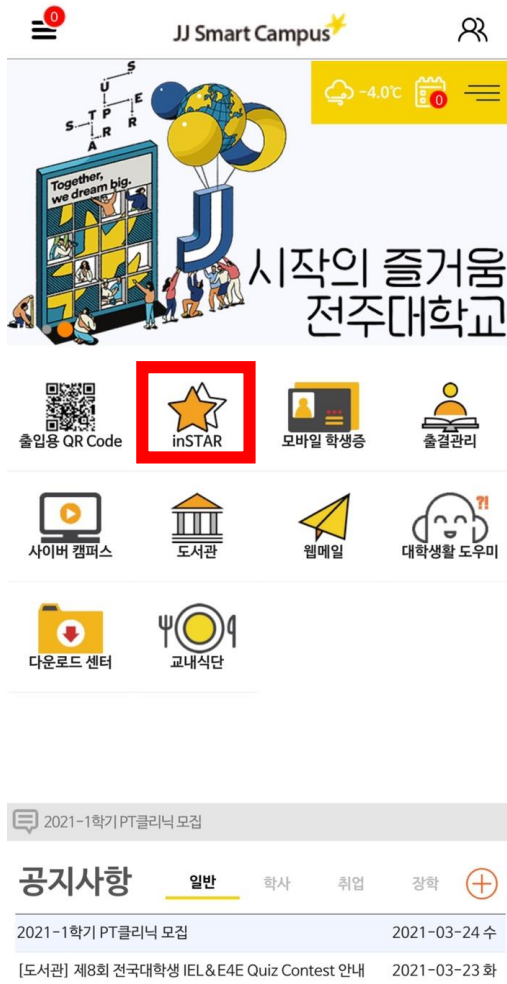 0
JJ Smart Campus
SUPER
STAR
-4.0℃
0
Together,
we dream big.
J
시작의 즐거움
전주대학교
출입용 QR Code
inSTAR
모바일 학생증
출결관리
사이버 캠퍼스
도서관
웹메일
?!
대학생활 도우미
다운로드 센터
교내식단
2021-1학기 PT클리닉 모집
공지사항 일반 학사 취업 장학
2021-1학기 PT클리닉 모집 2021-03-24 수
[도서관] 제8회 전국대학생 IEL&E4E Quiz Contest 안내 2021-03-23 화